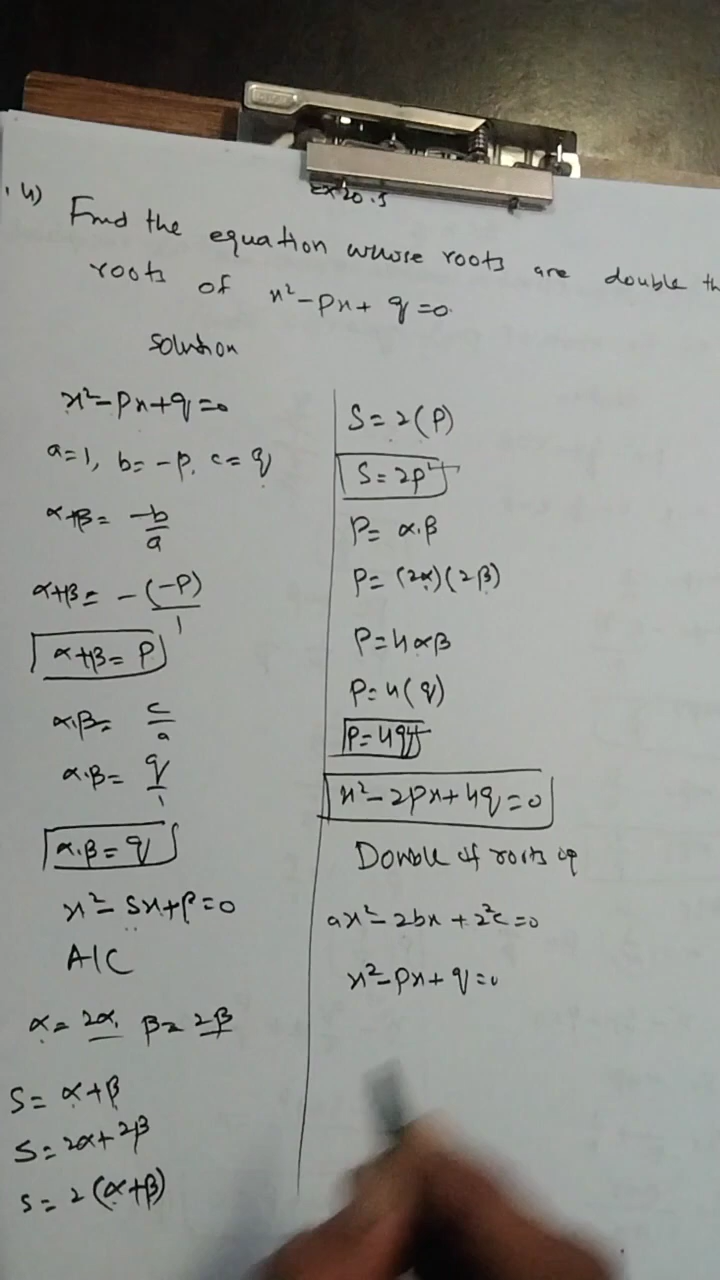 Ex 20.5
4) Find the equation whose roots are double th
roots of x²-px+q=0.
Solution
x²-px+q=0
a=1, b=-p, c=q
α+β= -b/a
α+β= -(-p)/1
α+β= P
α.β= c/a
α.β= q/1
α.β=q
x²-Sx+P=0
A/C
α=2α, β=2β
S= α+β
S=2α+2β
S=2(α+β)
S=2(P)
S=2P
P= α.β
P=(2α)(2β)
P=4αβ
P=4(q)
P=4q
x²-2px+4q=0
Double of roots of
ax²-2bx+2²c=0
x²-px+q=0